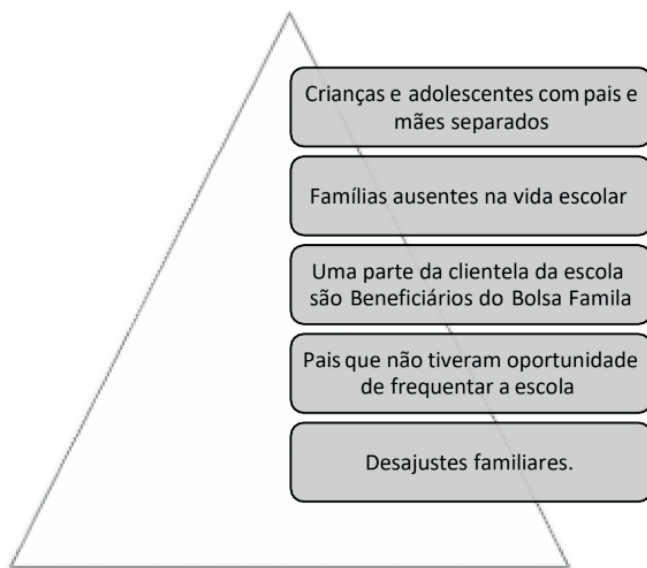 Crianças e adolescentes com pais e
mães separados
Famílias ausentes na vida escolar
Uma parte da clientela da escola
são Beneficiários do Bolsa Famila
Pais que não tiveram oportunidade
de frequentar a escola
Desajustes familiares.